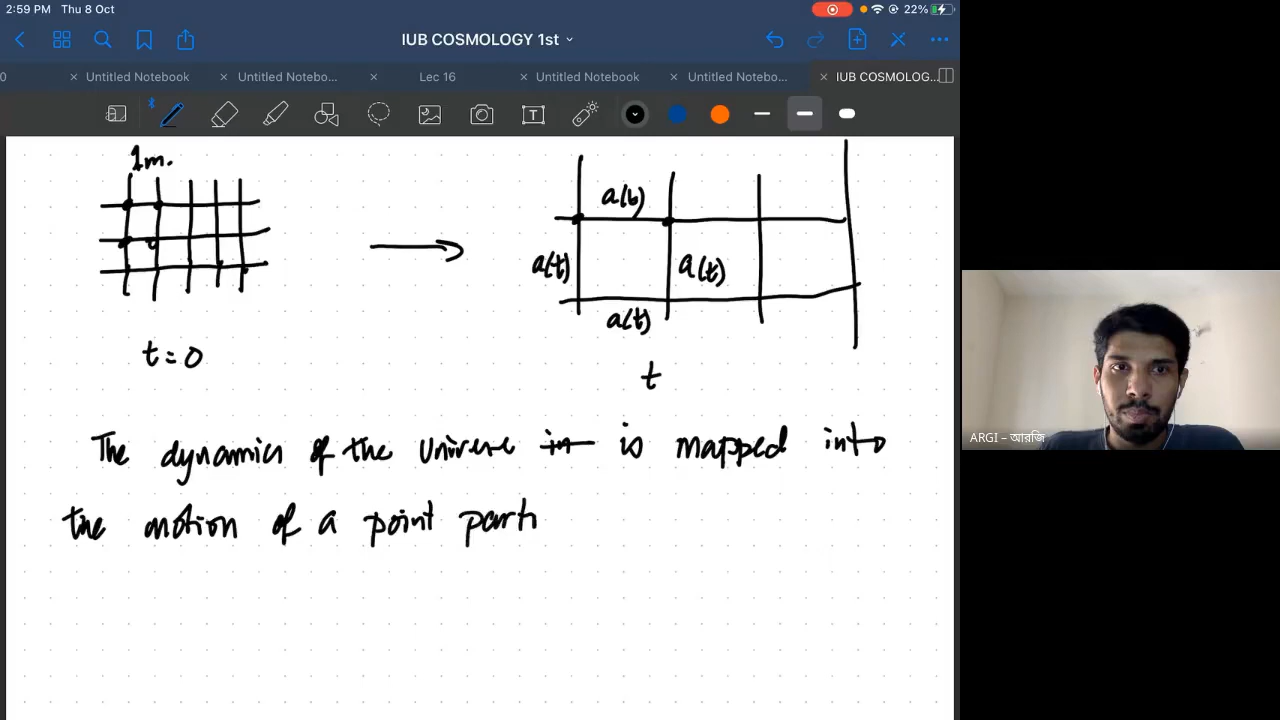 2:59 PM Thu 8 Oct
22%
IUB COSMOLOGY 1st
0
Untitled Notebook
Untitled Notebo...
Lec 16
Untitled Notebook
Untitled Notebo...
IUB COSMOLOG...
T
1m.
a(t)
a(t)
a(t)
a(t)
t = 0
t
The dynamics of the Universe in is mapped into
the motion of a point parti
ARGI – আরজি